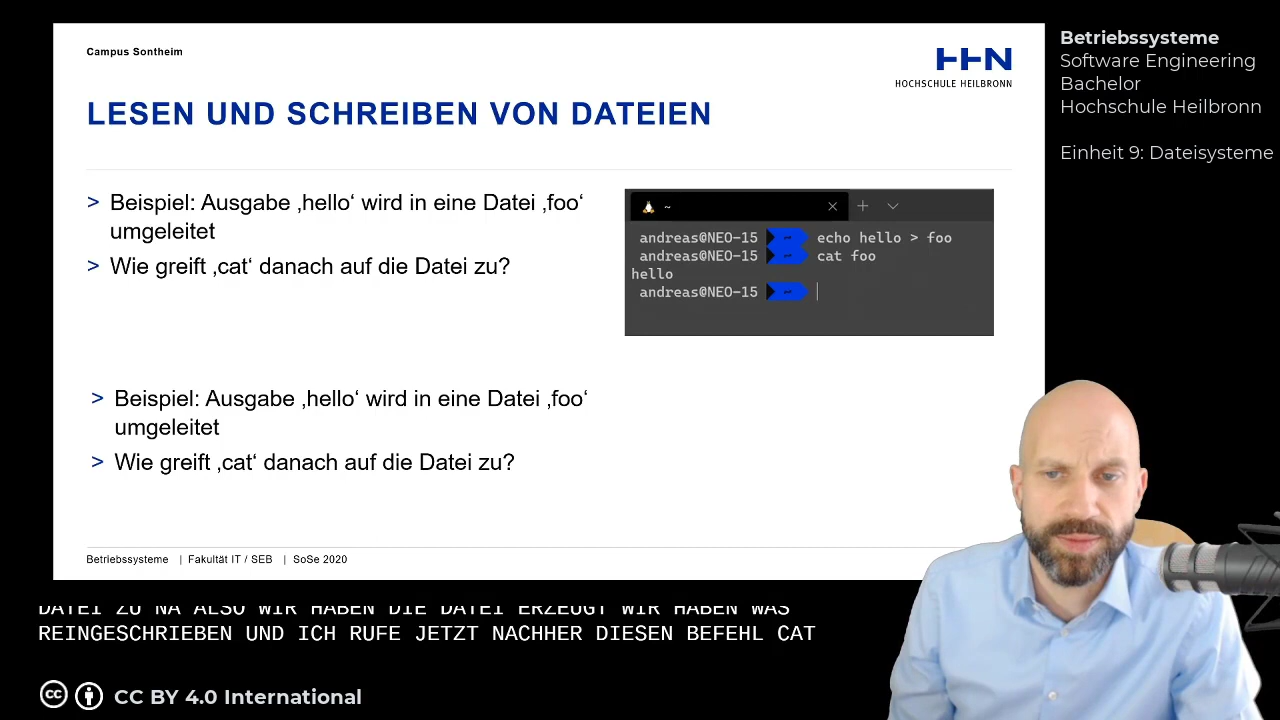 Campus Sontheim
HOCHSCHULE HEILBRONN
LESEN UND SCHREIBEN VON DATEIEN
> Beispiel: Ausgabe ‚hello‘ wird in eine Datei ‚foo‘
umgeleitet
> Wie greift ‚cat‘ danach auf die Datei zu?
~
andreas@NEO-15 ~ echo hello > foo
andreas@NEO-15 ~ cat foo
hello
andreas@NEO-15 ~
> Beispiel: Ausgabe ‚hello‘ wird in eine Datei ‚foo‘
umgeleitet
> Wie greift ‚cat‘ danach auf die Datei zu?
Betriebssysteme | Fakultät IT / SEB | SoSe 2020
Betriebssysteme
Software Engineering
Bachelor
Hochschule Heilbronn
Einheit 9: Dateisysteme
DATEI ZU NA ALSO WIR HABEN DIE DATEI ERZEUGT WIR HABEN WAS
REINGESCHRIEBEN UND ICH RUFE JETZT NACHHER DIESEN BEFEHL CAT
CC BY 4.0 International